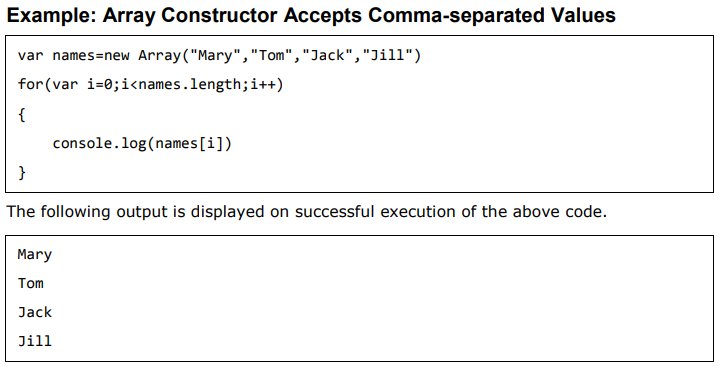 Example: Array Constructor Accepts Comma-separated Values
var names=new Array("Mary","Tom","Jack","Jill")
for(var i=0;i<names.length;i++)
{
    console.log(names[i])
}
The following output is displayed on successful execution of the above code.
Mary
Tom
Jack
Jill